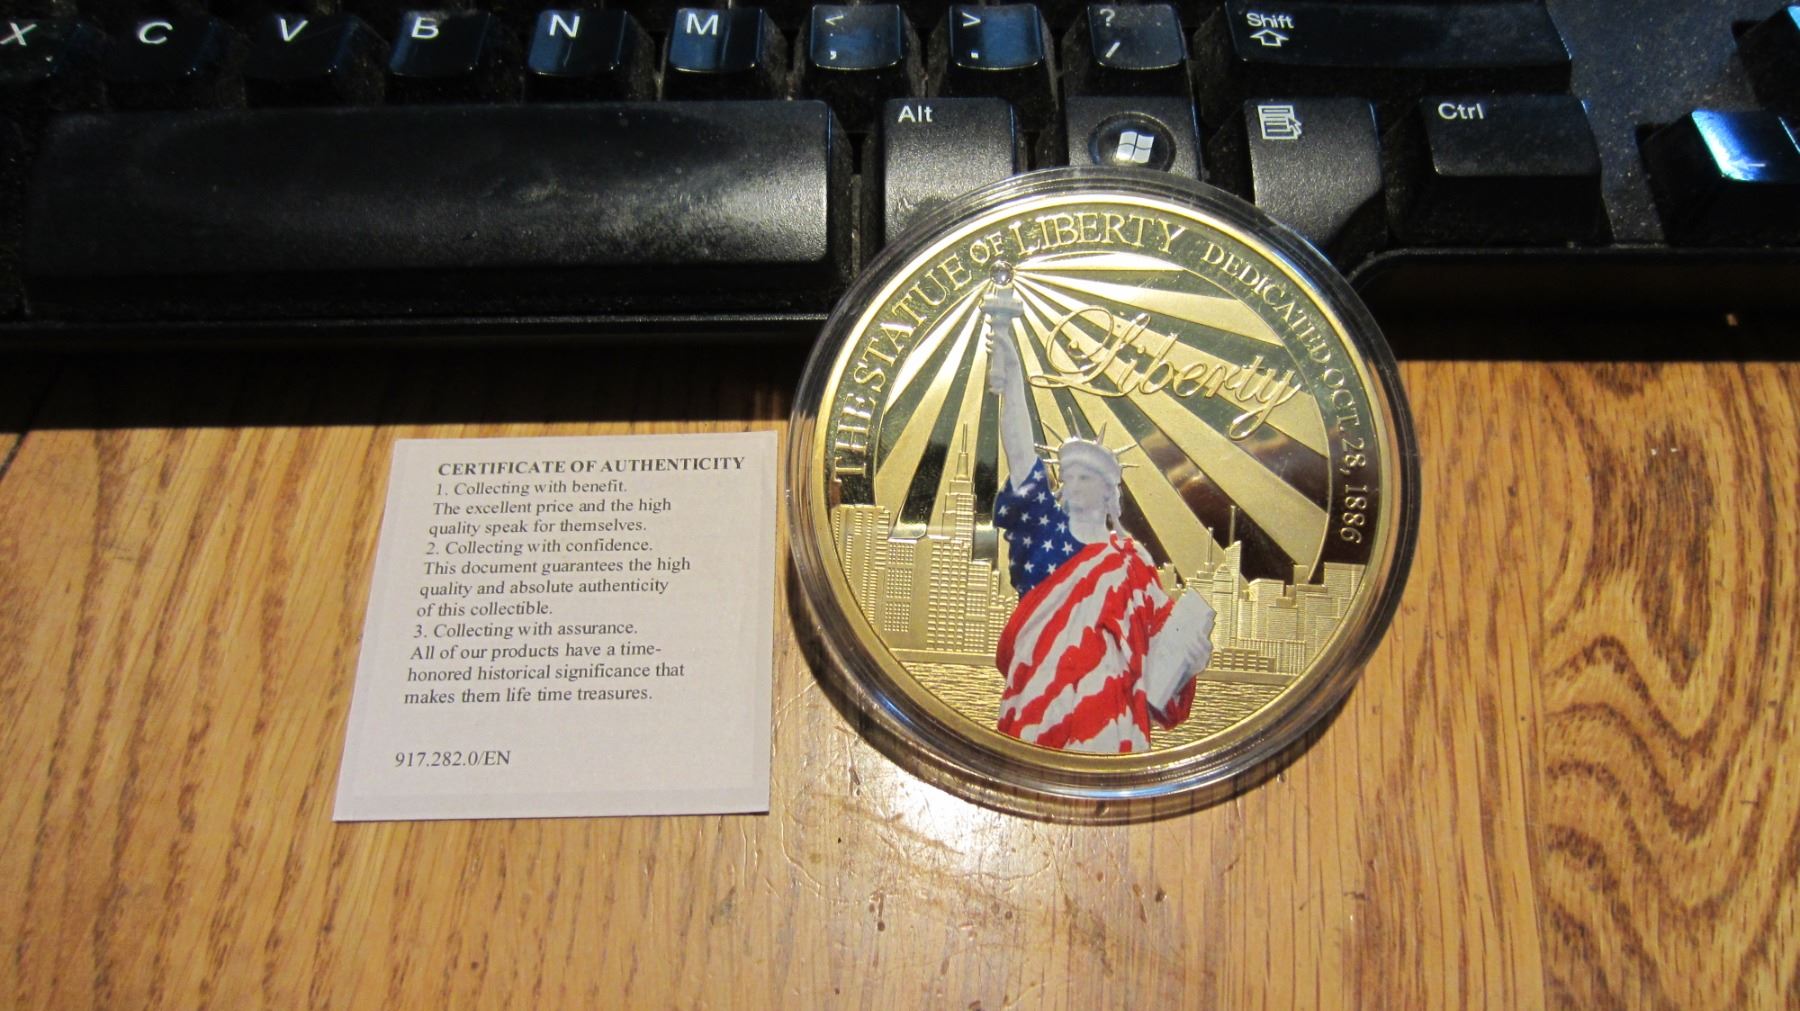 X C V B N M < , > . ? / Shift
Alt Ctrl
THE STATUE OF LIBERTY DEDICATED OCT. 28, 1886
Liberty
CERTIFICATE OF AUTHENTICITY
1. Collecting with benefit.
The excellent price and the high
quality speak for themselves.
2. Collecting with confidence.
This document guarantees the high
quality and absolute authenticity
of this collectible.
3. Collecting with assurance.
All of our products have a time-
honored historical significance that
makes them life time treasures.
917.282.0/EN